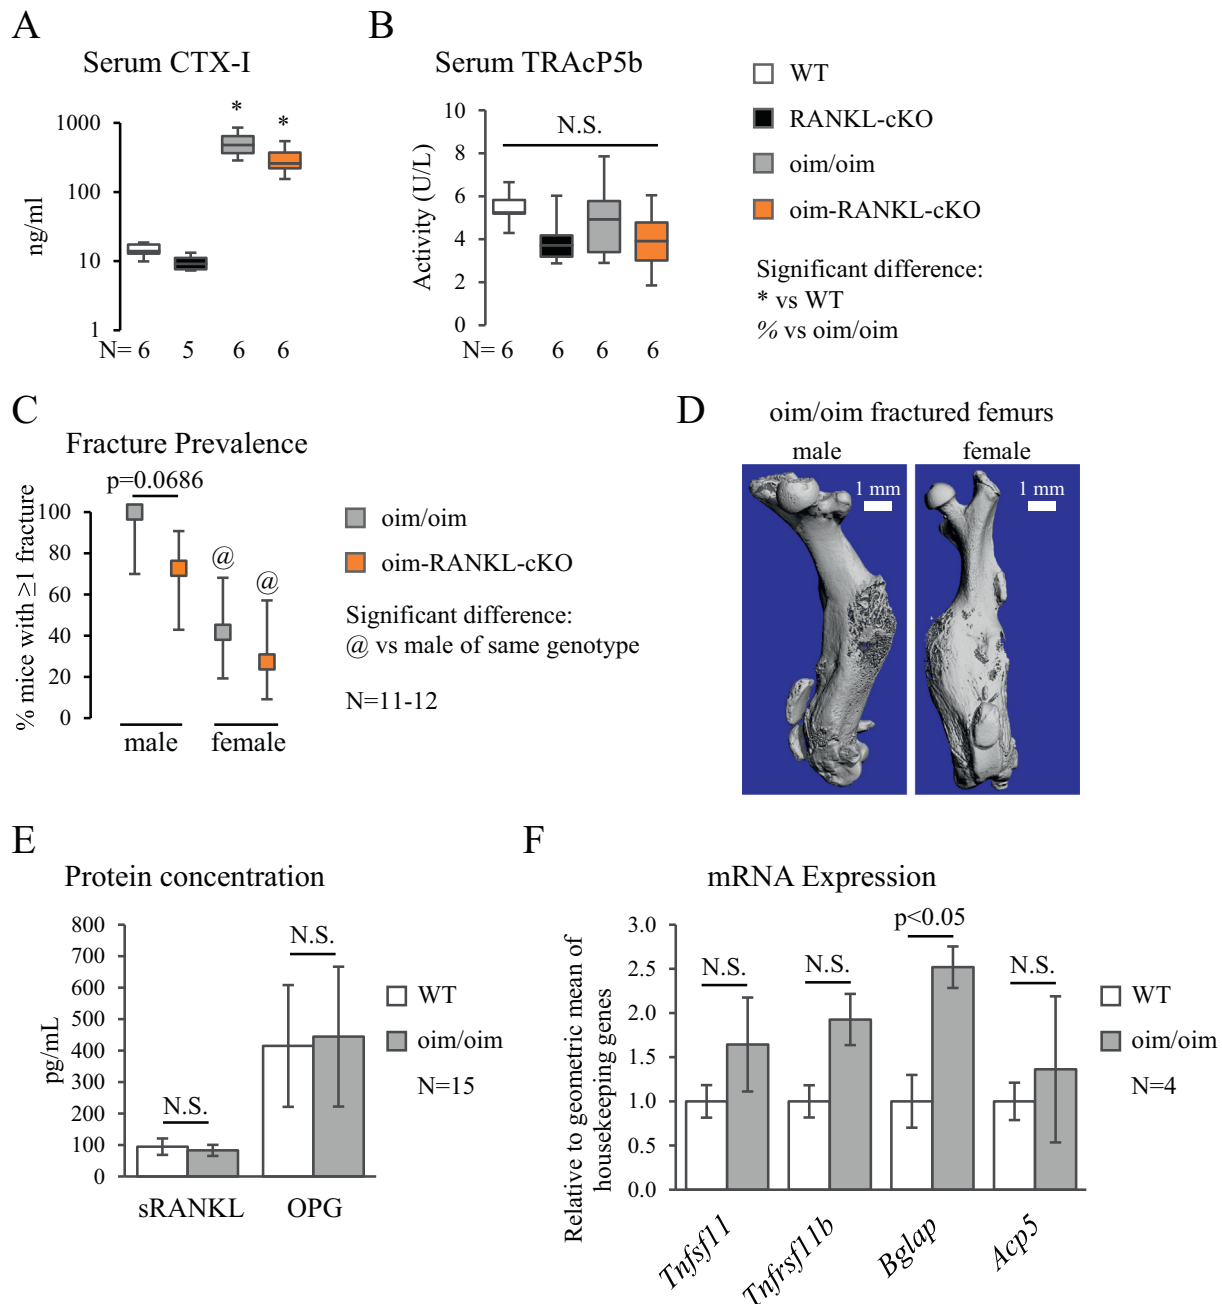 A
Serum CTX-I
ng/ml
1000
100
10
1
*
*
N= 6 5 6 6
B
Serum TRAcP5b
Activity (U/L)
10
8
6
4
2
0
N.S.
N= 6 6 6 6
WT
RANKL-cKO
oim/oim
oim-RANKL-cKO
Significant difference:
* vs WT
% vs oim/oim
C
Fracture Prevalence
p=0.0686
% mice with ≥1 fracture
100
80
60
40
20
0
@
@
male female
oim/oim
oim-RANKL-cKO
Significant difference:
@ vs male of same genotype
N=11-12
D
oim/oim fractured femurs
male female
1 mm 1 mm
E
Protein concentration
pg/mL
800
700
600
500
400
300
200
100
0
N.S.
N.S.
sRANKL OPG
WT
oim/oim
N=15
F
mRNA Expression
Relative to geometric mean of
housekeeping genes
3.0
2.5
2.0
1.5
1.0
0.5
0.0
N.S.
N.S.
p<0.05
N.S.
Tnfsf11
Tnfrsf11b
Bglap
Acp5
WT
oim/oim
N=4